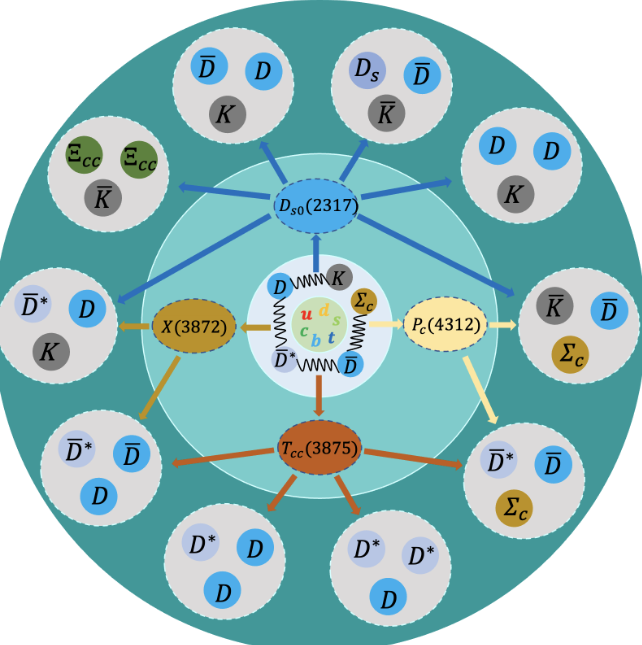 D̅ D
K
D_s D̅
K̅
Ξ_cc Ξ_cc
K̅
D D
K
D_s0(2317)
D̅* D
K
X(3872)
D K
Σ_c
u d s
c b t
D̅* D̅
P_c(4312)
K̅ D̅
Σ_c
T_cc(3875)
D̅* D̅
D
D̅* D̅
Σ_c
D* D
D
D* D*
D